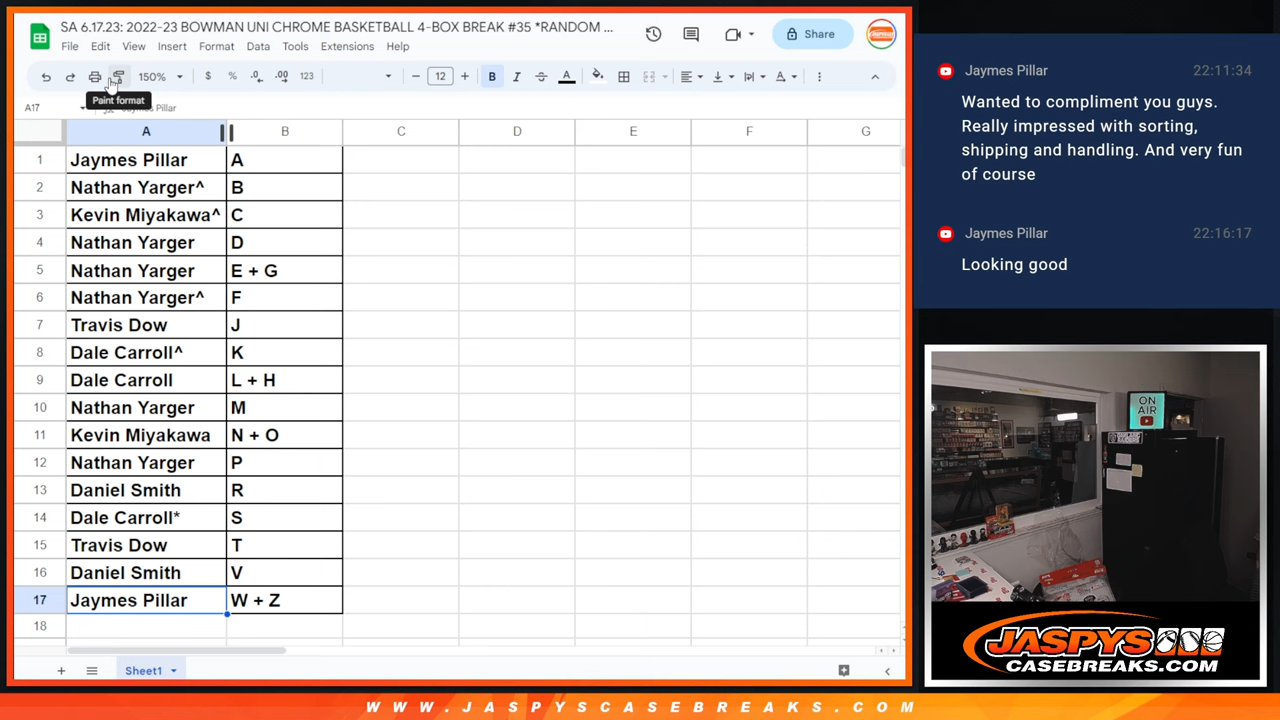 SA 6.17.23: 2022-23 BOWMAN UNI CHROME BASKETBALL 4-BOX BREAK #35 *RANDOM ...
File Edit View Insert Format Data Tools Extensions Help
Share
150% $ % .0 .00 123 12 B I A
A17 Jaymes Pillar
Paint format
A B C D E F G
1 Jaymes Pillar A
2 Nathan Yarger^ B
3 Kevin Miyakawa^ C
4 Nathan Yarger D
5 Nathan Yarger E + G
6 Nathan Yarger^ F
7 Travis Dow J
8 Dale Carroll^ K
9 Dale Carroll L + H
10 Nathan Yarger M
11 Kevin Miyakawa N + O
12 Nathan Yarger P
13 Daniel Smith R
14 Dale Carroll* S
15 Travis Dow T
16 Daniel Smith V
17 Jaymes Pillar W + Z
18
Sheet1
Jaymes Pillar 22:11:34
Wanted to compliment you guys.
Really impressed with sorting,
shipping and handling. And very fun
of course
Jaymes Pillar 22:16:17
Looking good
ON
AIR
JASPYS
CASEBREAKS.COM
WWW.JASPYSCASEBREAKS.COM